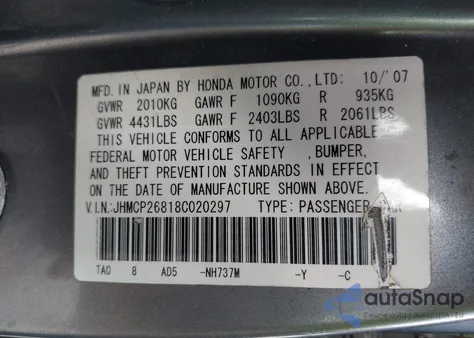 MFD. IN JAPAN BY HONDA MOTOR CO., LTD: 10/'07
GVWR 2010KG GAWR F 1090KG R 935KG
GVWR 4431LBS GAWR F 2403LBS R 2061LBS
THIS VEHICLE CONFORMS TO ALL APPLICABLE
FEDERAL MOTOR VEHICLE SAFETY , BUMPER,
AND THEFT PREVENTION STANDARDS IN EFFECT
ON THE DATE OF MANUFACTURE SHOWN ABOVE.
V.I.N.:JHMCP26818C020297 TYPE: PASSENGER
TAO 8 AD5 -NH737M -Y -C
autoSnap